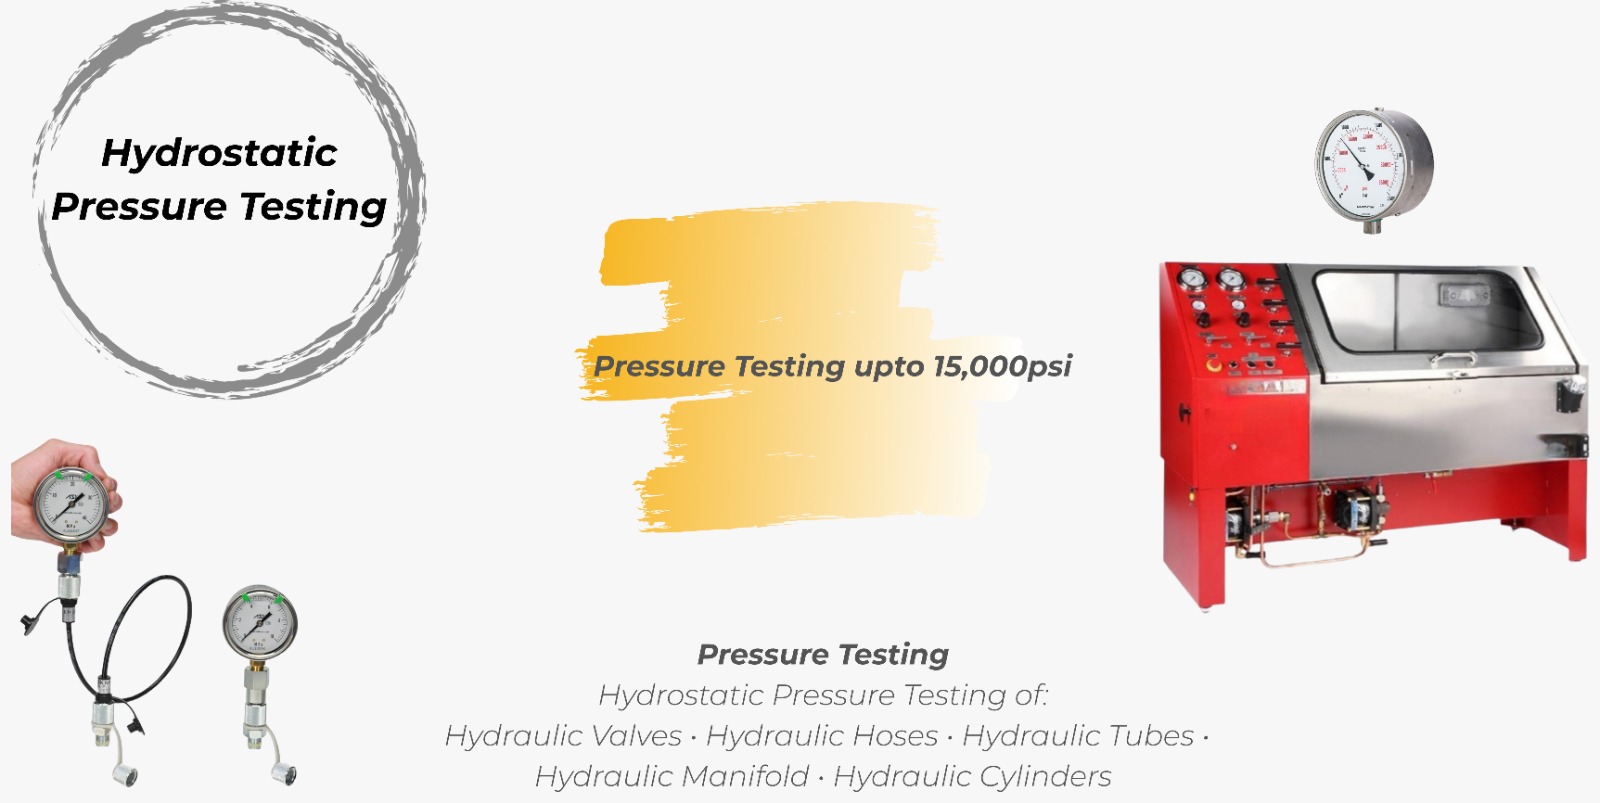 Hydrostatic
Pressure Testing
Pressure Testing upto 15,000psi
Pressure Testing
Hydrostatic Pressure Testing of:
Hydraulic Valves • Hydraulic Hoses • Hydraulic Tubes •
Hydraulic Manifold • Hydraulic Cylinders